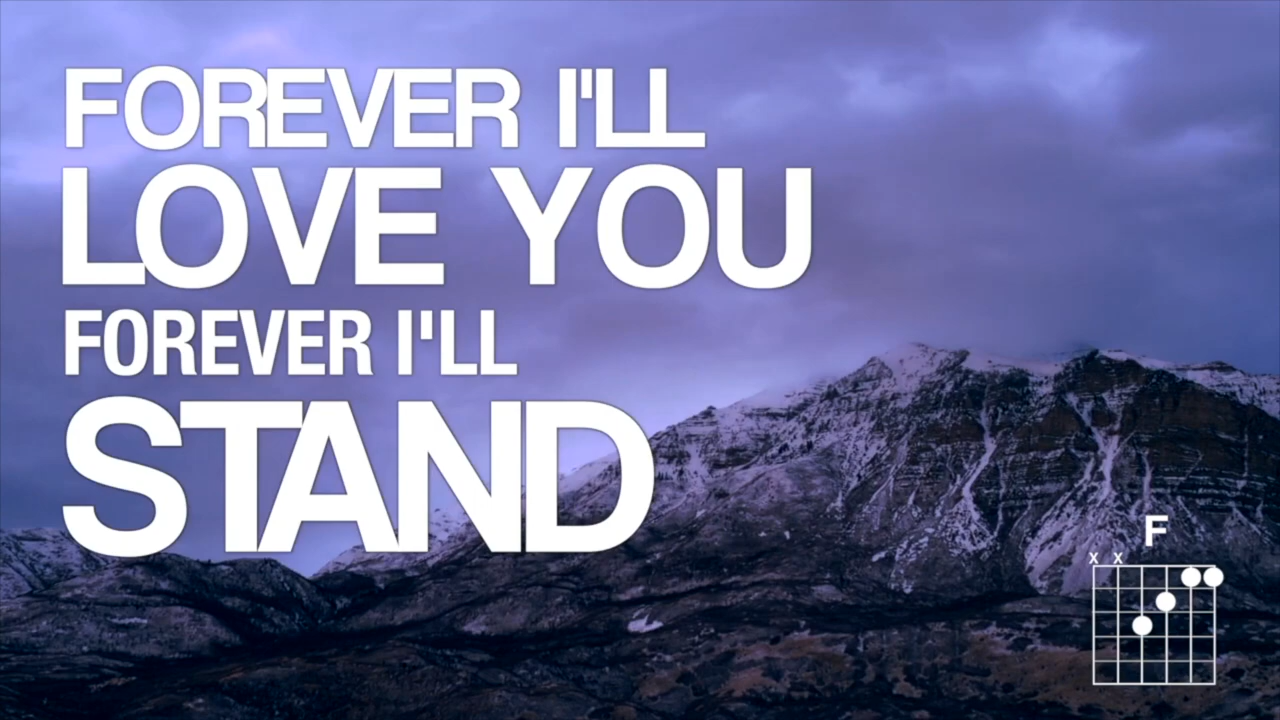 FOREVER I'LL
LOVE YOU
FOREVER I'LL
STAND
F
x x